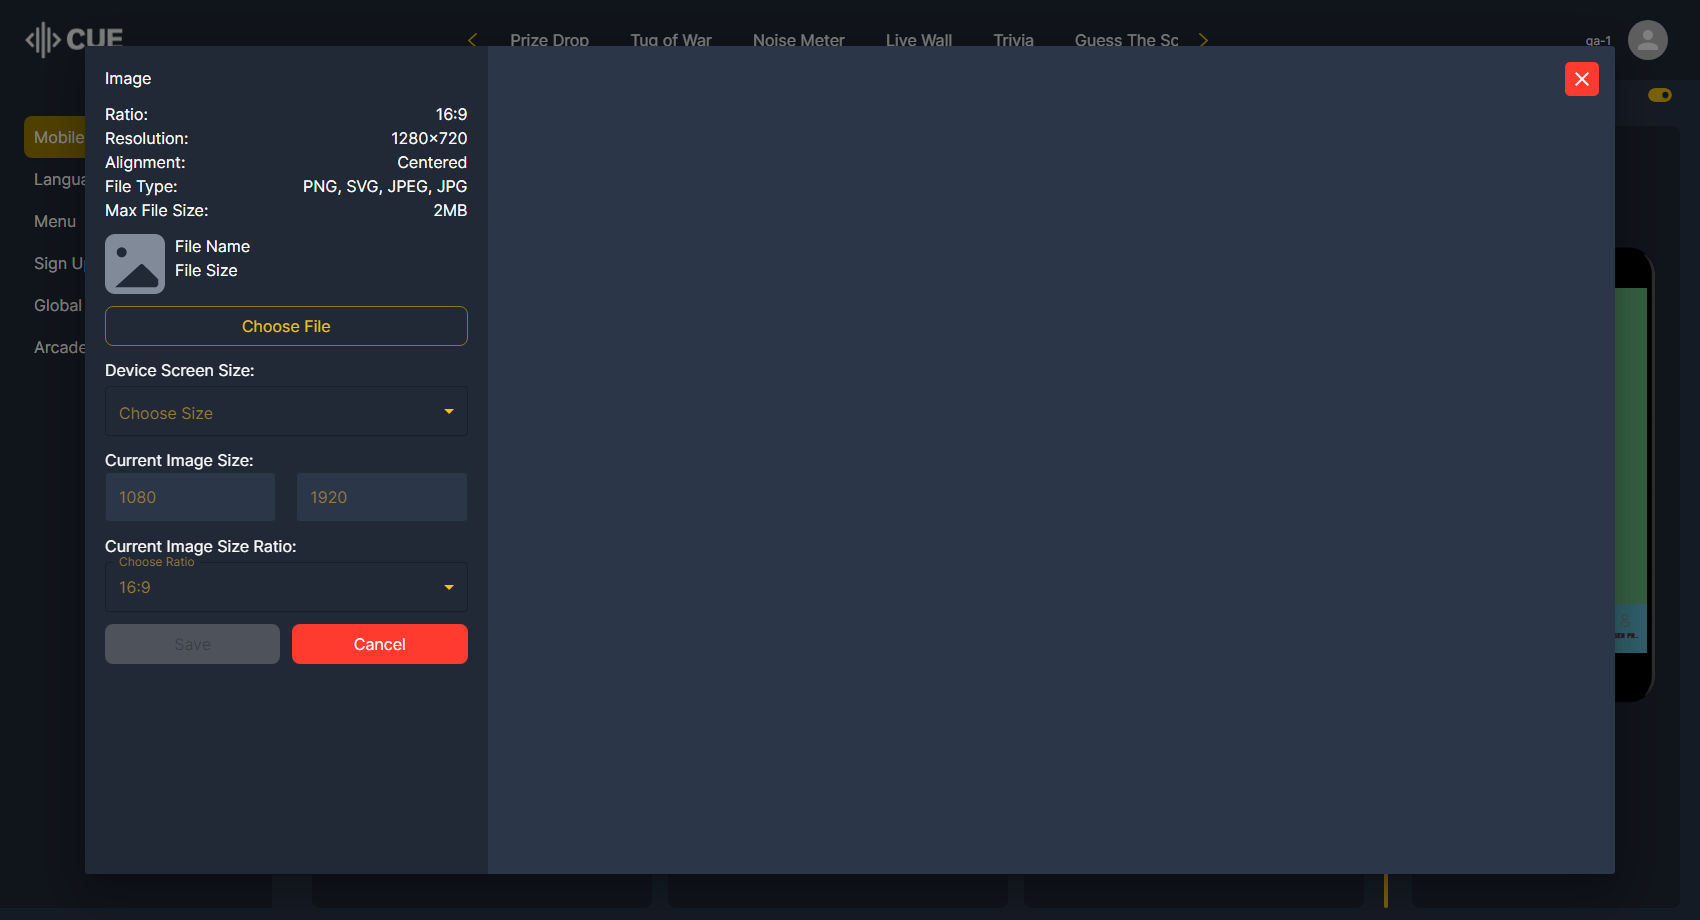 CUE
Prize Drop
Tug of War
Noise Meter
Live Wall
Trivia
Guess The Sc
qa-1
Mobile
Langua
Menu
Sign U
Global
Arcade
Image
Ratio: 16:9
Resolution: 1280×720
Alignment: Centered
File Type: PNG, SVG, JPEG, JPG
Max File Size: 2MB
File Name
File Size
Choose File
Device Screen Size:
Choose Size
Current Image Size:
1080 1920
Current Image Size Ratio:
Choose Ratio
16:9
Save Cancel